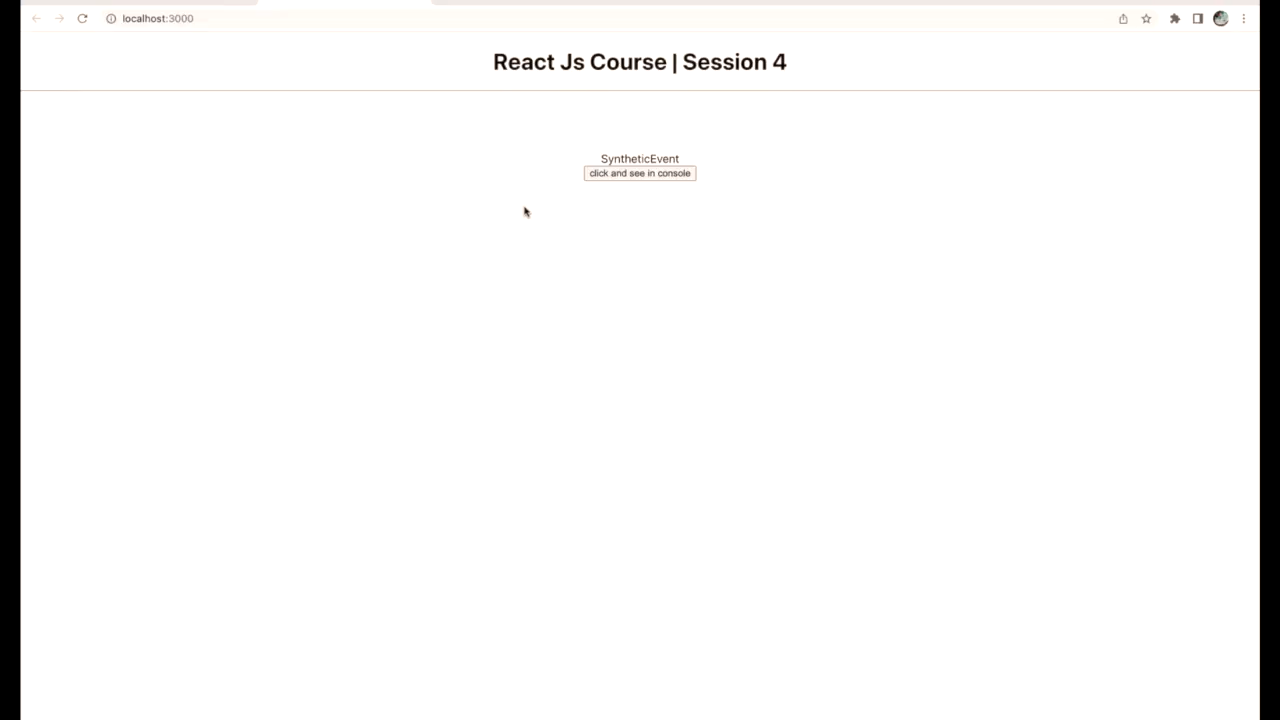 localhost:3000
React Js Course | Session 4
SyntheticEvent
click and see in console